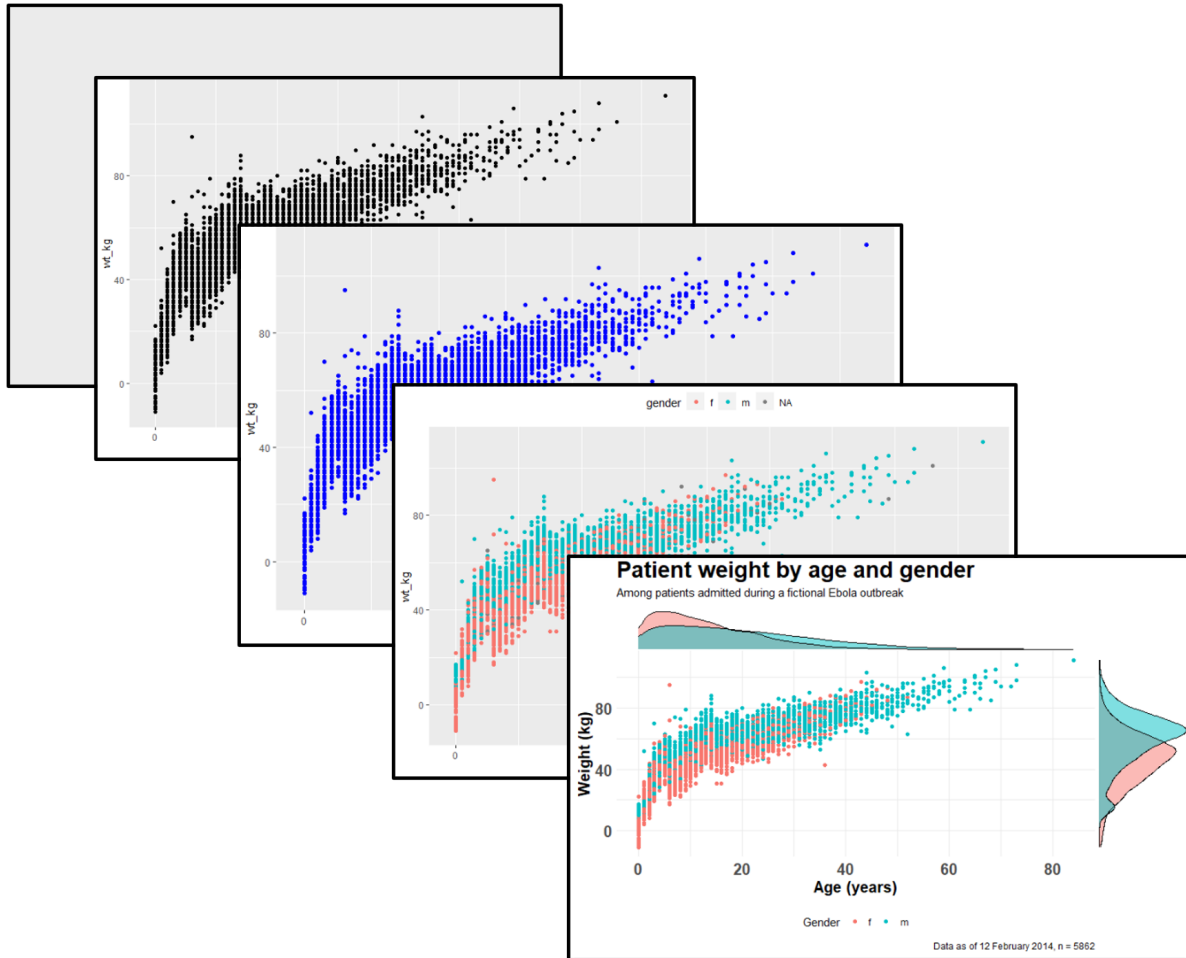 80
wt_kg
40
0
0
80
wt_kg
40
0
0
gender f m NA
80
wt_kg
40
0
0
Patient weight by age and gender
Among patients admitted during a fictional Ebola outbreak
80
Weight (kg)
40
0
0 20 40 60 80
Age (years)
Gender f m
Data as of 12 February 2014, n = 5862